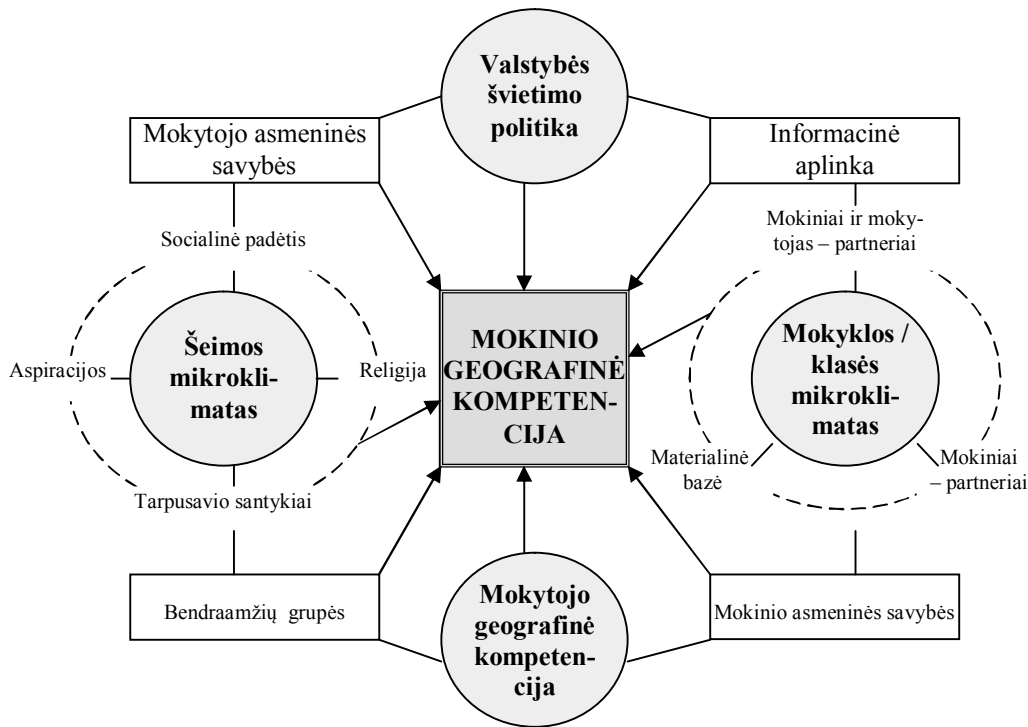 Valstybės
švietimo
politika
Mokytojo asmeninės
savybės
Informacinė
aplinka
Socialinė padėtis
Mokiniai ir moky-
tojas – partneriai
Aspiracijos
Šeimos
mikrokli-
matas
Religija
MOKINIO
GEOGRAFINĖ
KOMPETEN-
CIJA
Mokyklos /
klasės
mikrokli-
matas
Tarpusavio santykiai
Materialinė
bazė
Mokiniai
– partneriai
Bendraamžių grupės
Mokytojo
geografinė
kompeten-
cija
Mokinio asmeninės savybės